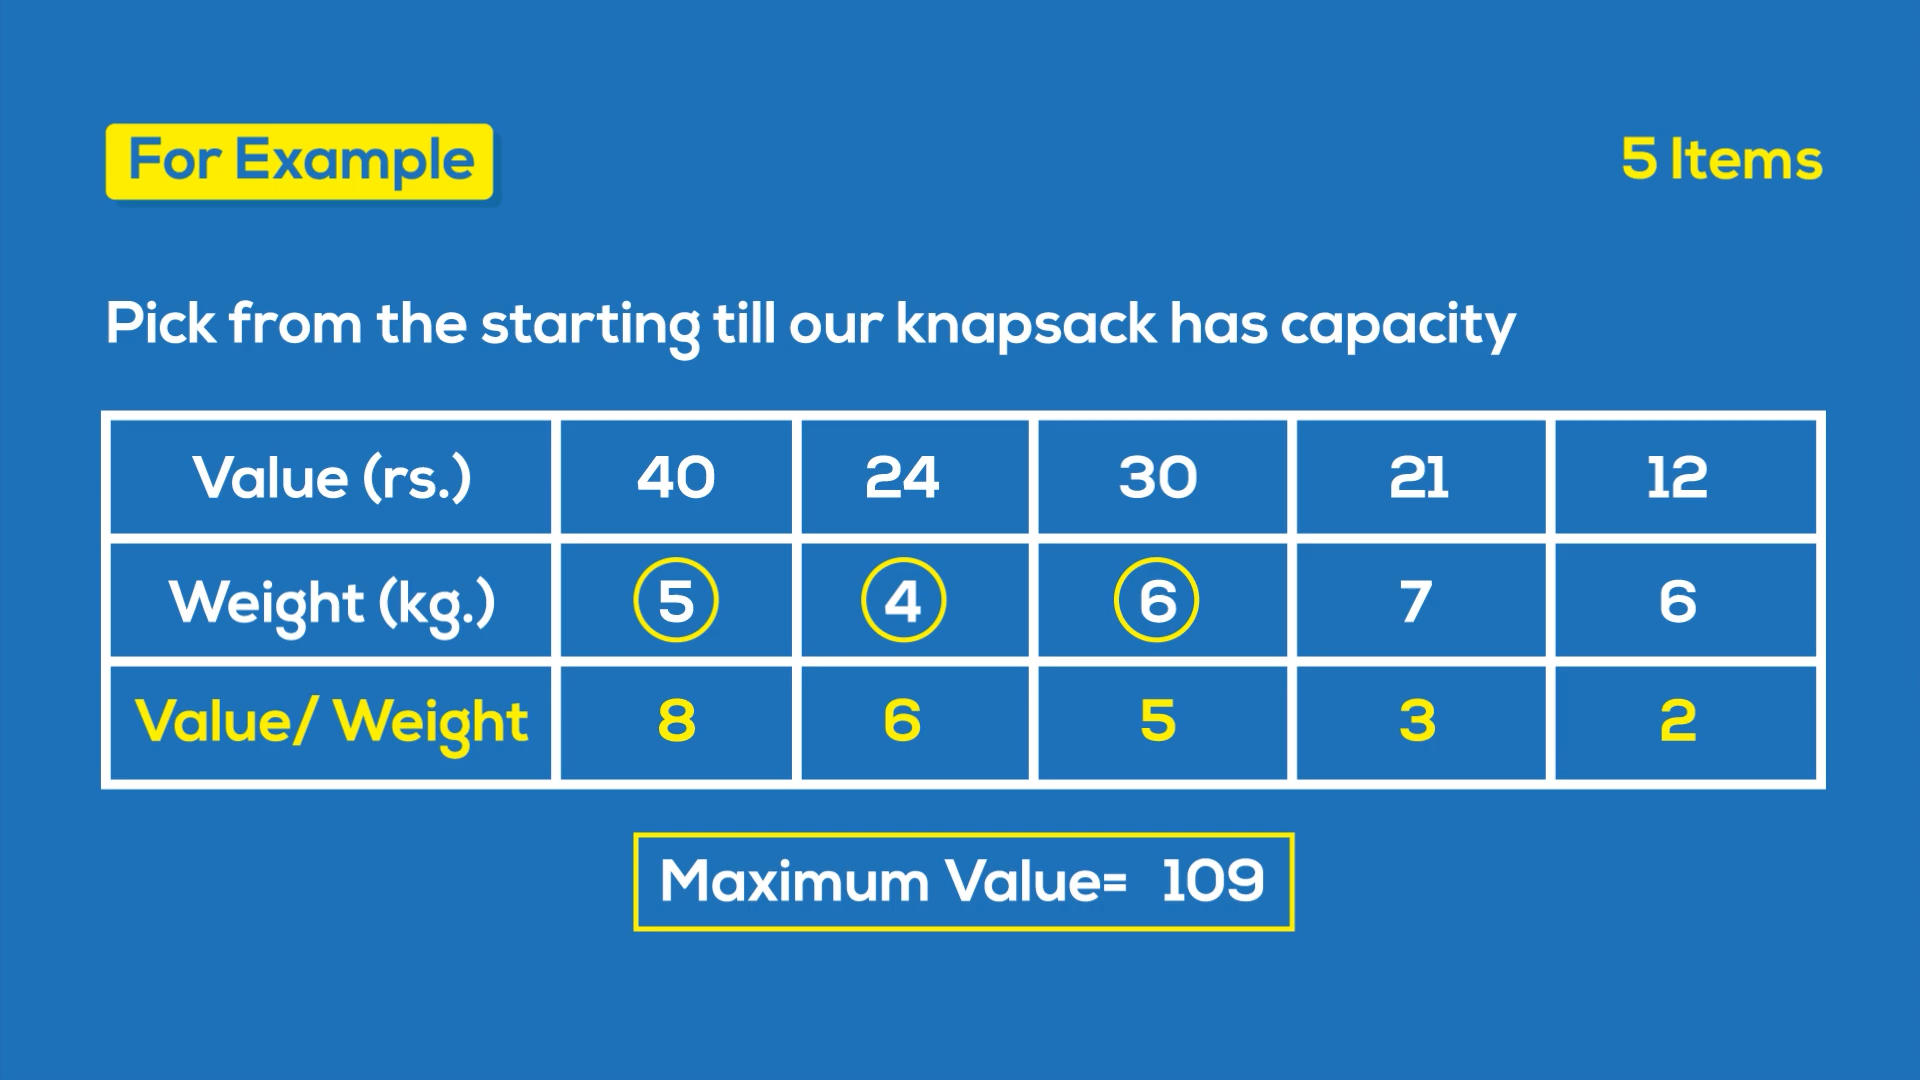 For Example
5 Items
Pick from the starting till our knapsack has capacity
Value (rs.) 40 24 30 21 12
Weight (kg.) 5 4 6 7 6
Value/ Weight 8 6 5 3 2
Maximum Value= 109